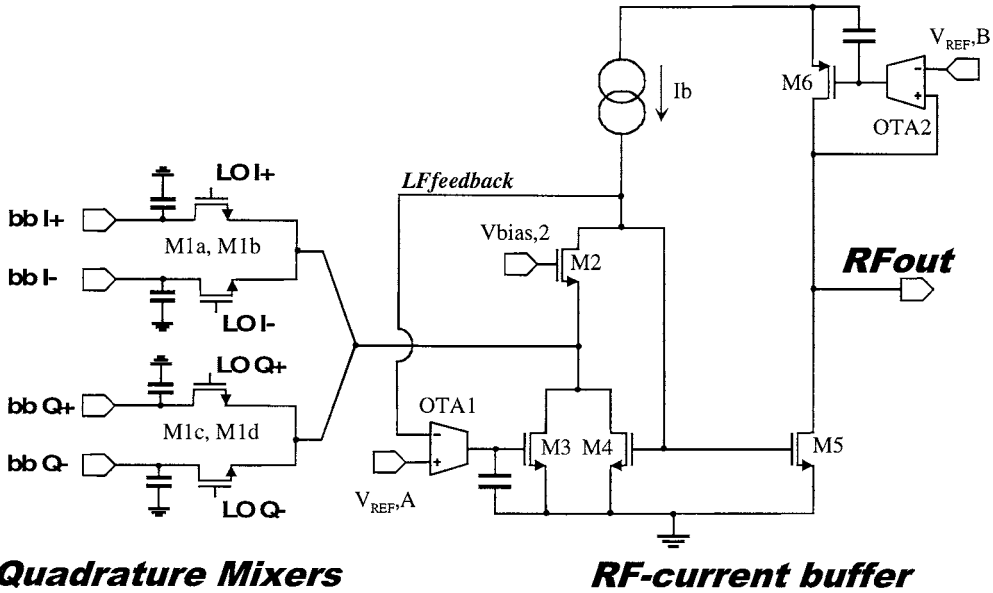 V_REF,B
M6
Ib
OTA2
LO I+
LFfeedback
bb I+
M1a, M1b
Vbias,2
M2
RFout
bb I-
LO I-
LO Q+
bb Q+
OTA1
M1c, M1d
M3
M4
M5
bb Q-
V_REF,A
LO Q-
Quadrature Mixers
RF-current buffer